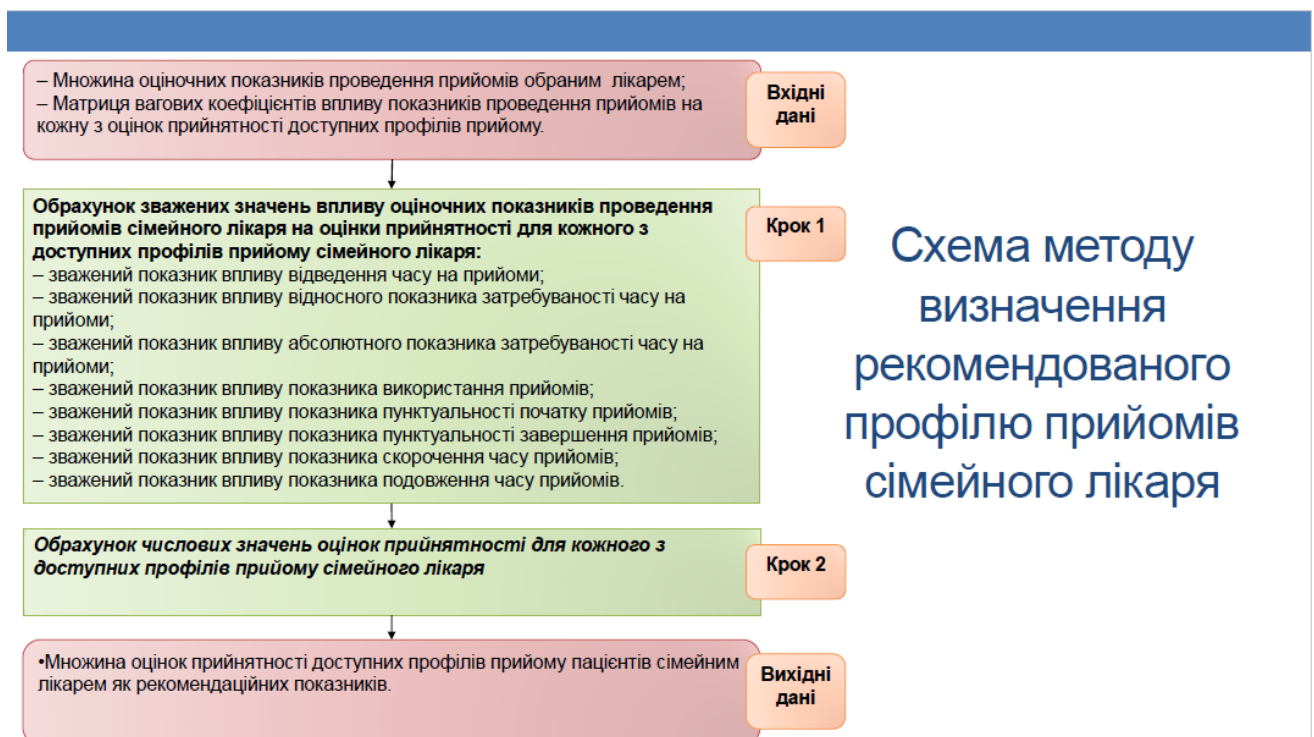 – Множина оціночних показників проведення прийомів обраним лікарем;
– Матриця вагових коефіцієнтів впливу показників проведення прийомів на
кожну з оцінок прийнятності доступних профілів прийому.
Вхідні
дані
Обрахунок зважених значень впливу оціночних показників проведення
прийомів сімейного лікаря на оцінки прийнятності для кожного з
доступних профілів прийому сімейного лікаря:
– зважений показник впливу відведення часу на прийоми;
– зважений показник впливу відносного показника затребуваності часу на
прийоми;
– зважений показник впливу абсолютного показника затребуваності часу на
прийоми;
– зважений показник впливу показника використання прийомів;
– зважений показник впливу показника пунктуальності початку прийомів;
– зважений показник впливу показника пунктуальності завершення прийомів;
– зважений показник впливу показника скорочення часу прийомів;
– зважений показник впливу показника подовження часу прийомів.
Крок 1
Обрахунок числових значень оцінок прийнятності для кожного з
доступних профілів прийому сімейного лікаря
Крок 2
•Множина оцінок прийнятності доступних профілів прийому пацієнтів сімейним
лікарем як рекомендаційних показників.
Вихідні
дані
Схема методу
визначення
рекомендованого
профілю прийомів
сімейного лікаря